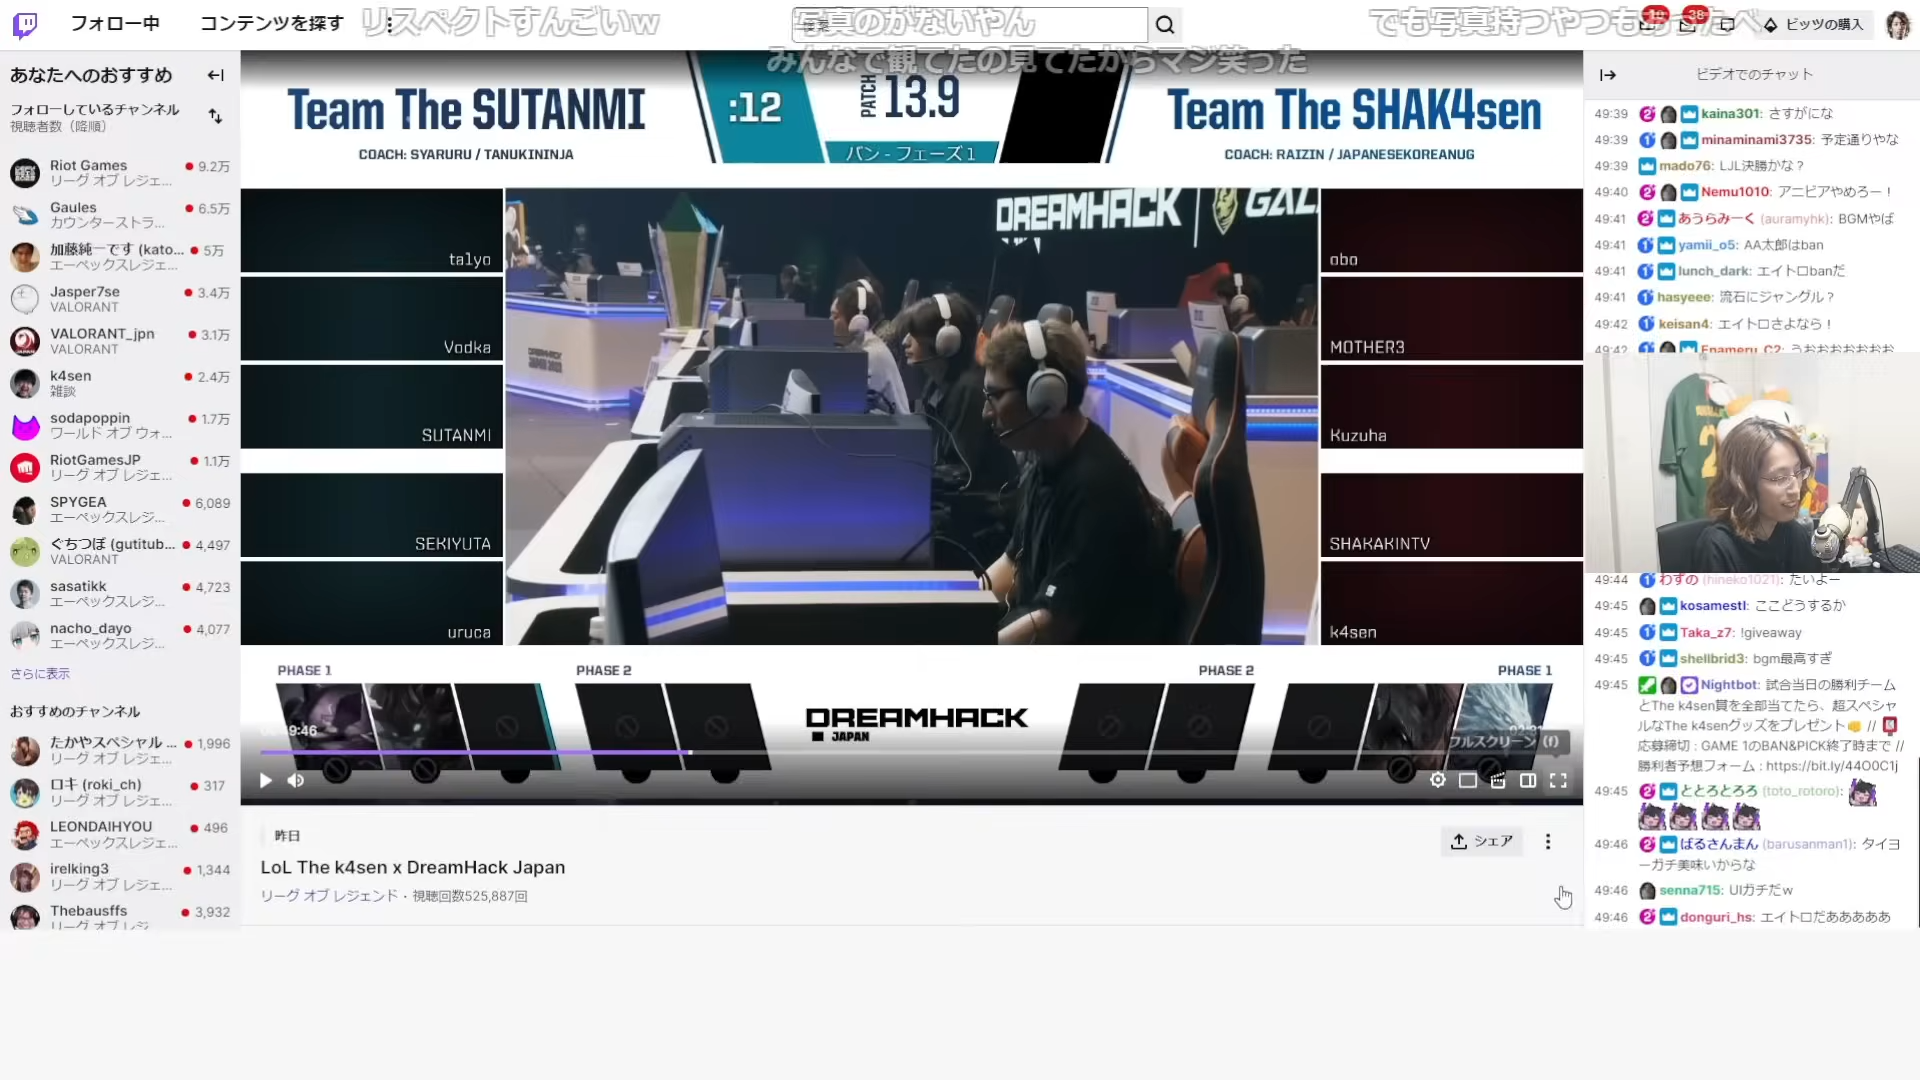 フォロー中
コンテンツを探す
リスペクトすんごいw
写真のがないやん
でも写真持つやつもあったべ
ビッツの購入
みんなで観てたの見てたからマジ笑った
あなたへのおすすめ
フォローしているチャンネル
視聴者数（降順）
Riot Games
リーグ オブ レジェ...
9.2万
Gaules
カウンターストラ...
6.5万
加藤純一です (kato...
エーペックスレジェ...
5万
Jasper7se
VALORANT
3.4万
VALORANT_jpn
VALORANT
3.1万
k4sen
雑談
2.4万
sodapoppin
ワールド オブ ウォ...
1.7万
RiotGamesJP
リーグ オブ レジェ...
1.1万
SPYGEA
エーペックスレジ...
6,089
ぐちつぼ (gutitub...
VALORANT
4,497
sasatikk
エーペックスレジ...
4,723
nacho_dayo
エーペックスレジ...
4,077
さらに表示
おすすめのチャンネル
たかやスペシャル ...
リーグ オブ レジェ...
1,996
ロキ (roki_ch)
リーグ オブ レジェ...
317
LEONDAIHYOU
エーペックスレジェ...
496
irelking3
リーグ オブ レジェ...
1,344
Thebausffs
リーグ オブ レジ
3,932
Team The SUTANMI
COACH: SYARURU / TANUKININJA
:12
PATCH 13.9
バン - フェーズ 1
Team The SHAK4sen
COACH: RAIZIN / JAPANESEKOREANUG
talyo
Vodka
SUTANMI
SEKIYUTA
uruca
DREAMHACK
obo
MOTHER3
Kuzuha
SHAKAKINTV
k4sen
PHASE 1
PHASE 2
DREAMHACK
JAPAN
PHASE 2
PHASE 1
フルスクリーン (f)
昨日
シェア
LoL The k4sen x DreamHack Japan
リーグ オブ レジェンド・視聴回数525,887回
ビデオでのチャット
49:39 kaina301: さすがにな
49:39 minaminami3735: 予定通りやな
49:39 mado76: LJL決勝かな？
49:40 Nemu1010: アニビアやめろー！
49:41 あうらみーく (auramyhk): BGMやば
49:41 yamii_o5: AA太郎はban
49:41 lunch_dark: エイトロbanだ
49:41 hasyeee: 流石にジャングル？
49:42 keisan4: エイトロさよなら！
49:42 Enameru_C2: うおおおおおおお
49:44 わずの (hineko1021): たいよー
49:45 kosamestl: ここどうするか
49:45 Taka_z7: !giveaway
49:45 shellbrid3: bgm最高すぎ
49:45 Nightbot: 試合当日の勝利チーム
とThe k4sen賞を全部当てたら、超スペシャ
ルなThe k4senグッズをプレゼント //
応募締切 : GAME 1のBAN&PICK終了時まで //
勝利者予想フォーム : https://bit.ly/44O0C1j
49:45 ととろとろろ (toto_rotoro):
49:46 ばるさんまん (barusanman1): タイヨ
ーガチ美味いからな
49:46 senna715: UIガチだw
49:46 donguri_hs: エイトロだあああああ